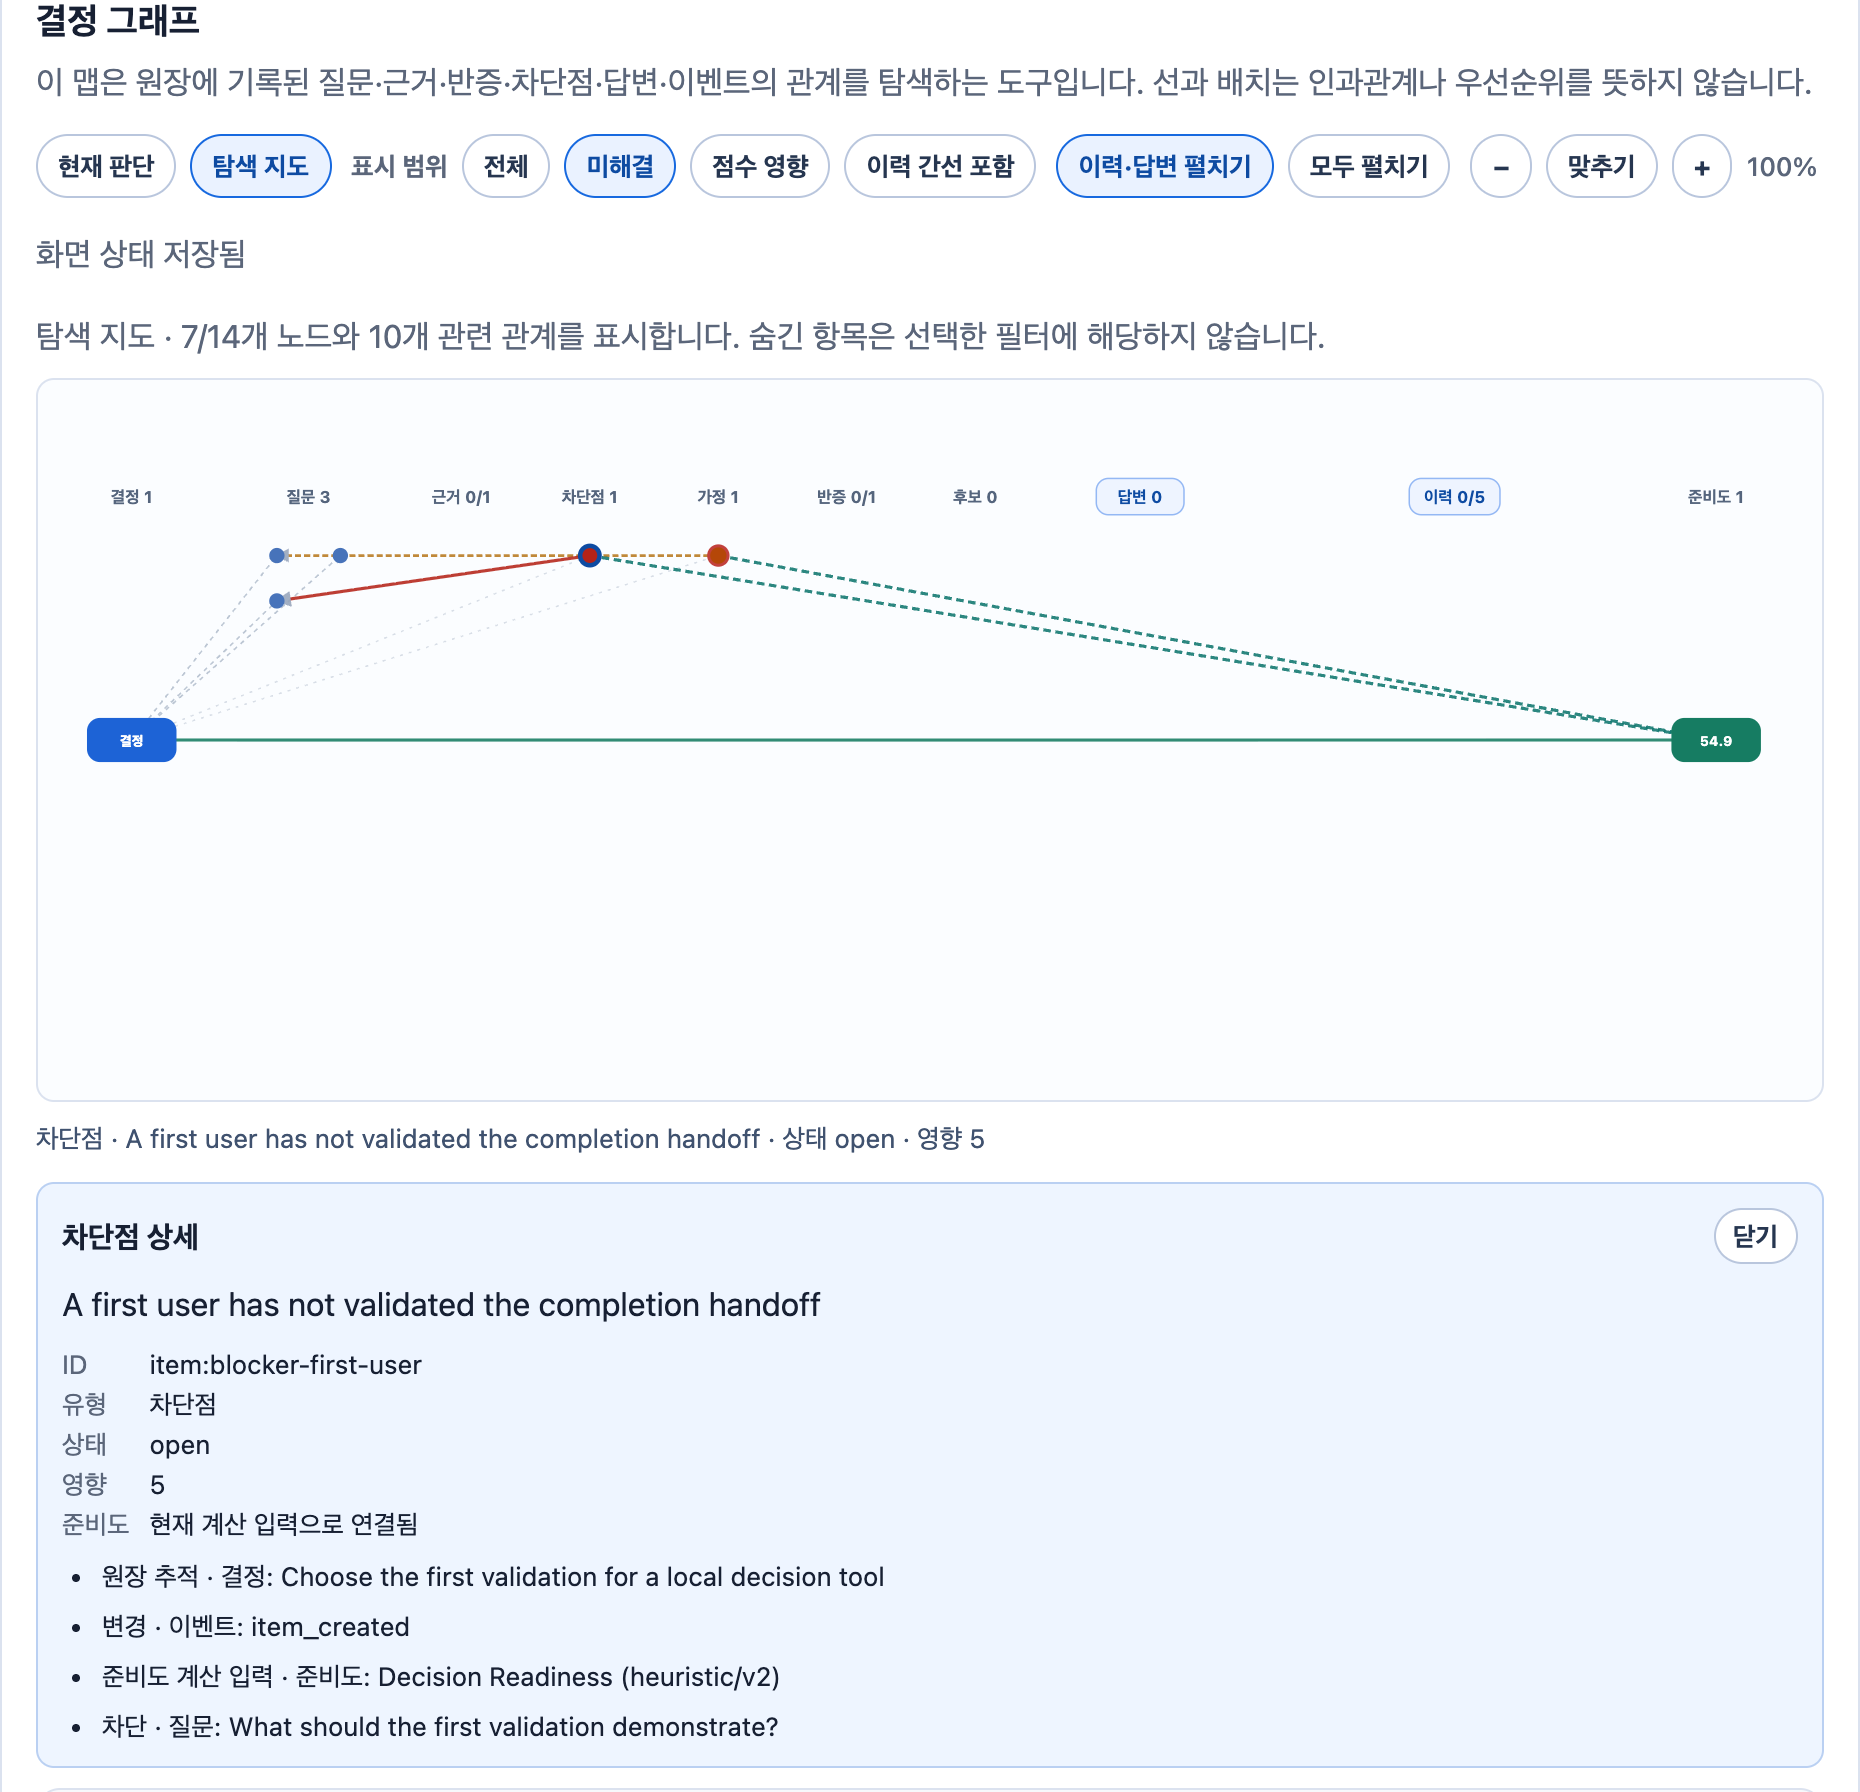 결정 그래프
이 맵은 원장에 기록된 질문·근거·반증·차단점·답변·이벤트의 관계를 탐색하는 도구입니다. 선과 배치는 인과관계나 우선순위를 뜻하지 않습니다.
현재 판단 탐색 지도 표시 범위 전체 미해결 점수 영향 이력 간선 포함 이력·답변 펼치기 모두 펼치기 − 맞추기 + 100%
화면 상태 저장됨
탐색 지도 · 7/14개 노드와 10개 관련 관계를 표시합니다. 숨긴 항목은 선택한 필터에 해당하지 않습니다.
결정 1 질문 3 근거 0/1 차단점 1 가정 1 반증 0/1 후보 0 답변 0 이력 0/5 준비도 1
결정 54.9
차단점 · A first user has not validated the completion handoff · 상태 open · 영향 5
차단점 상세 닫기
A first user has not validated the completion handoff
ID item:blocker-first-user
유형 차단점
상태 open
영향 5
준비도 현재 계산 입력으로 연결됨
• 원장 추적 · 결정: Choose the first validation for a local decision tool
• 변경 · 이벤트: item_created
• 준비도 계산 입력 · 준비도: Decision Readiness (heuristic/v2)
• 차단 · 질문: What should the first validation demonstrate?